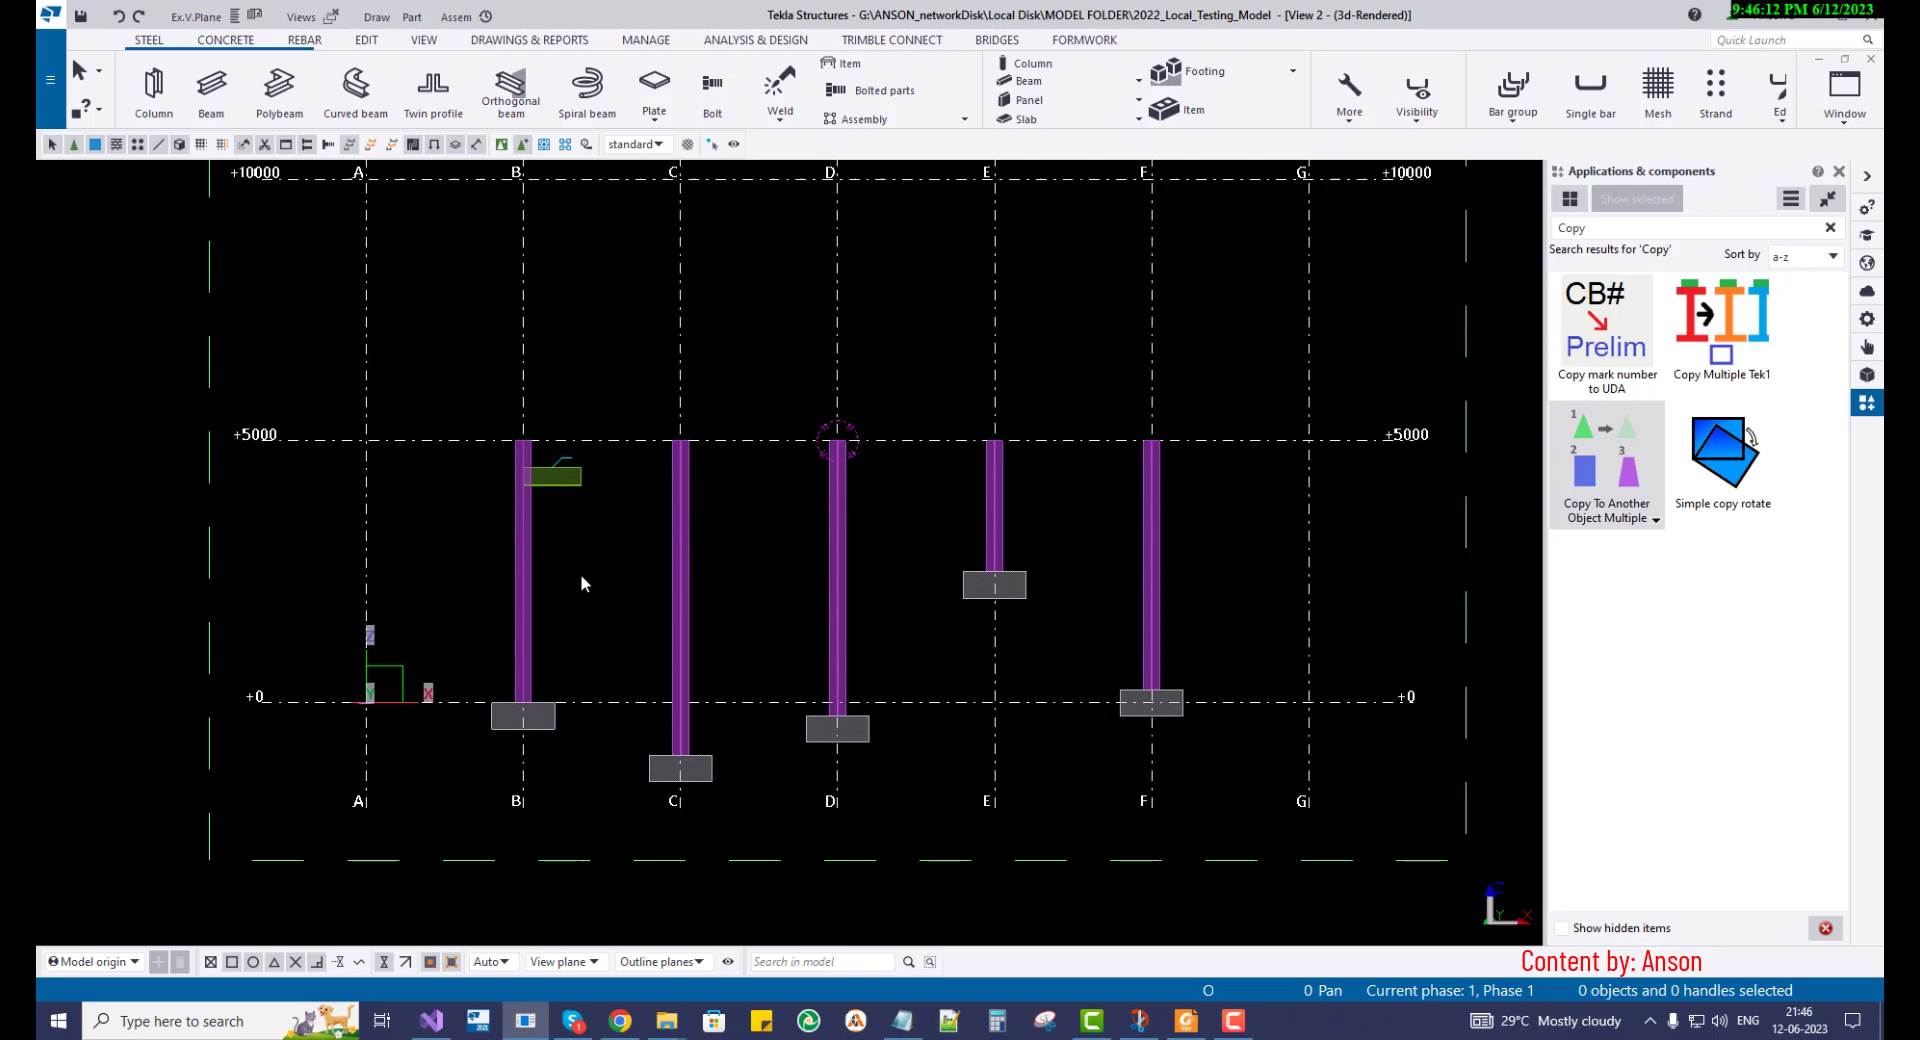 9:46:12 PM 6/12/2023
Ex.V.Plane Views Draw Part Assem
Tekla Structures - G:\ANSON_networkDisk\Local Disk\MODEL FOLDER\2022_Local_Testing_Model - [View 2 - (3d-Rendered)]
STEEL CONCRETE REBAR EDIT VIEW DRAWINGS & REPORTS MANAGE ANALYSIS & DESIGN TRIMBLE CONNECT BRIDGES FORMWORK
Quick Launch
Column
Beam
Polybeam
Curved beam
Twin profile
Orthogonal
beam
Spiral beam
Plate
Bolt
Weld
Item
Bolted parts
Assembly
Column
Beam
Panel
Slab
Footing
Item
More
Visibility
Bar group
Single bar
Mesh
Strand
Ed
Window
standard
+10000 A B C D E F G +10000
+5000 +5000
Z
Y X
+0 +0
A B C D E F G
Z
Y X
Applications & components
Show selected
Copy
Search results for 'Copy'
Sort by a-z
CB#
Prelim
Copy mark number
to UDA
Copy Multiple Tek1
1
2 3
Copy To Another
Object Multiple
Simple copy rotate
Show hidden items
Model origin
Auto
View plane
Outline planes
Search in model
Content by: Anson
O 0 Pan Current phase: 1, Phase 1 0 objects and 0 handles selected
Type here to search
29°C Mostly cloudy
ENG
21:46
12-06-2023